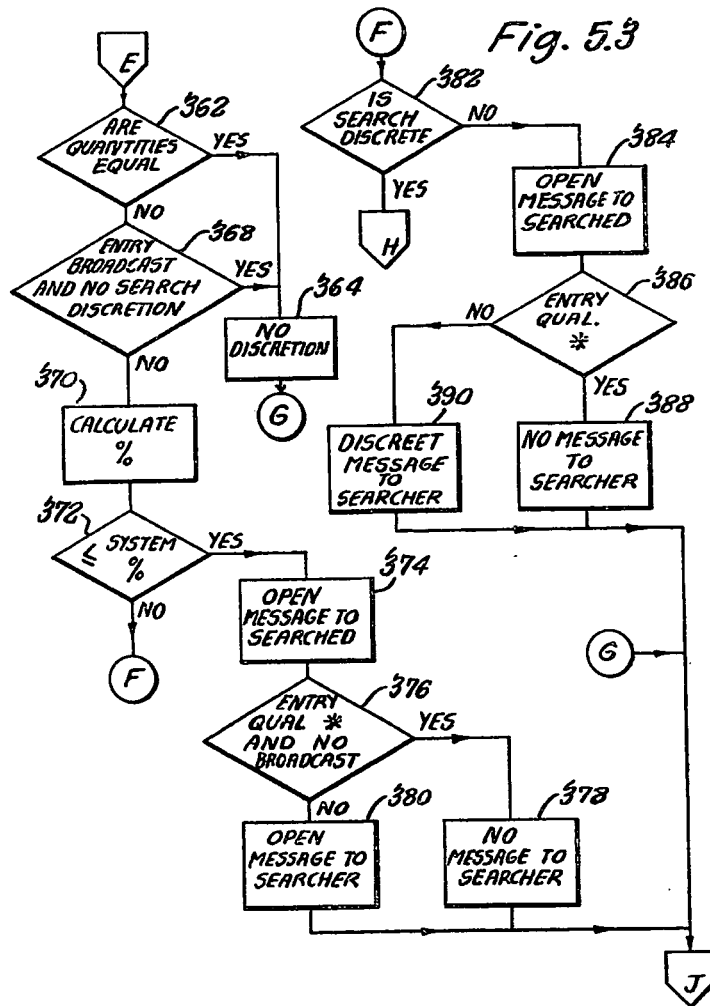 Fig. 5.3
E
362
ARE
QUANTITIES
EQUAL
YES
NO
368
ENTRY
BROADCAST
AND NO SEARCH
DISCRETION
YES
NO
364
NO
DISCRETION
G
370
CALCULATE
%
372
≤ SYSTEM
%
YES
NO
F
374
OPEN
MESSAGE TO
SEARCHED
376
ENTRY
QUAL *
AND NO
BROADCAST
YES
NO
380
OPEN
MESSAGE TO
SEARCHER
378
NO
MESSAGE TO
SEARCHER
F
382
IS
SEARCH
DISCRETE
NO
YES
H
384
OPEN
MESSAGE TO
SEARCHED
386
ENTRY
QUAL.
*
NO
YES
390
DISCREET
MESSAGE
TO
SEARCHER
388
NO MESSAGE
TO
SEARCHER
G
J